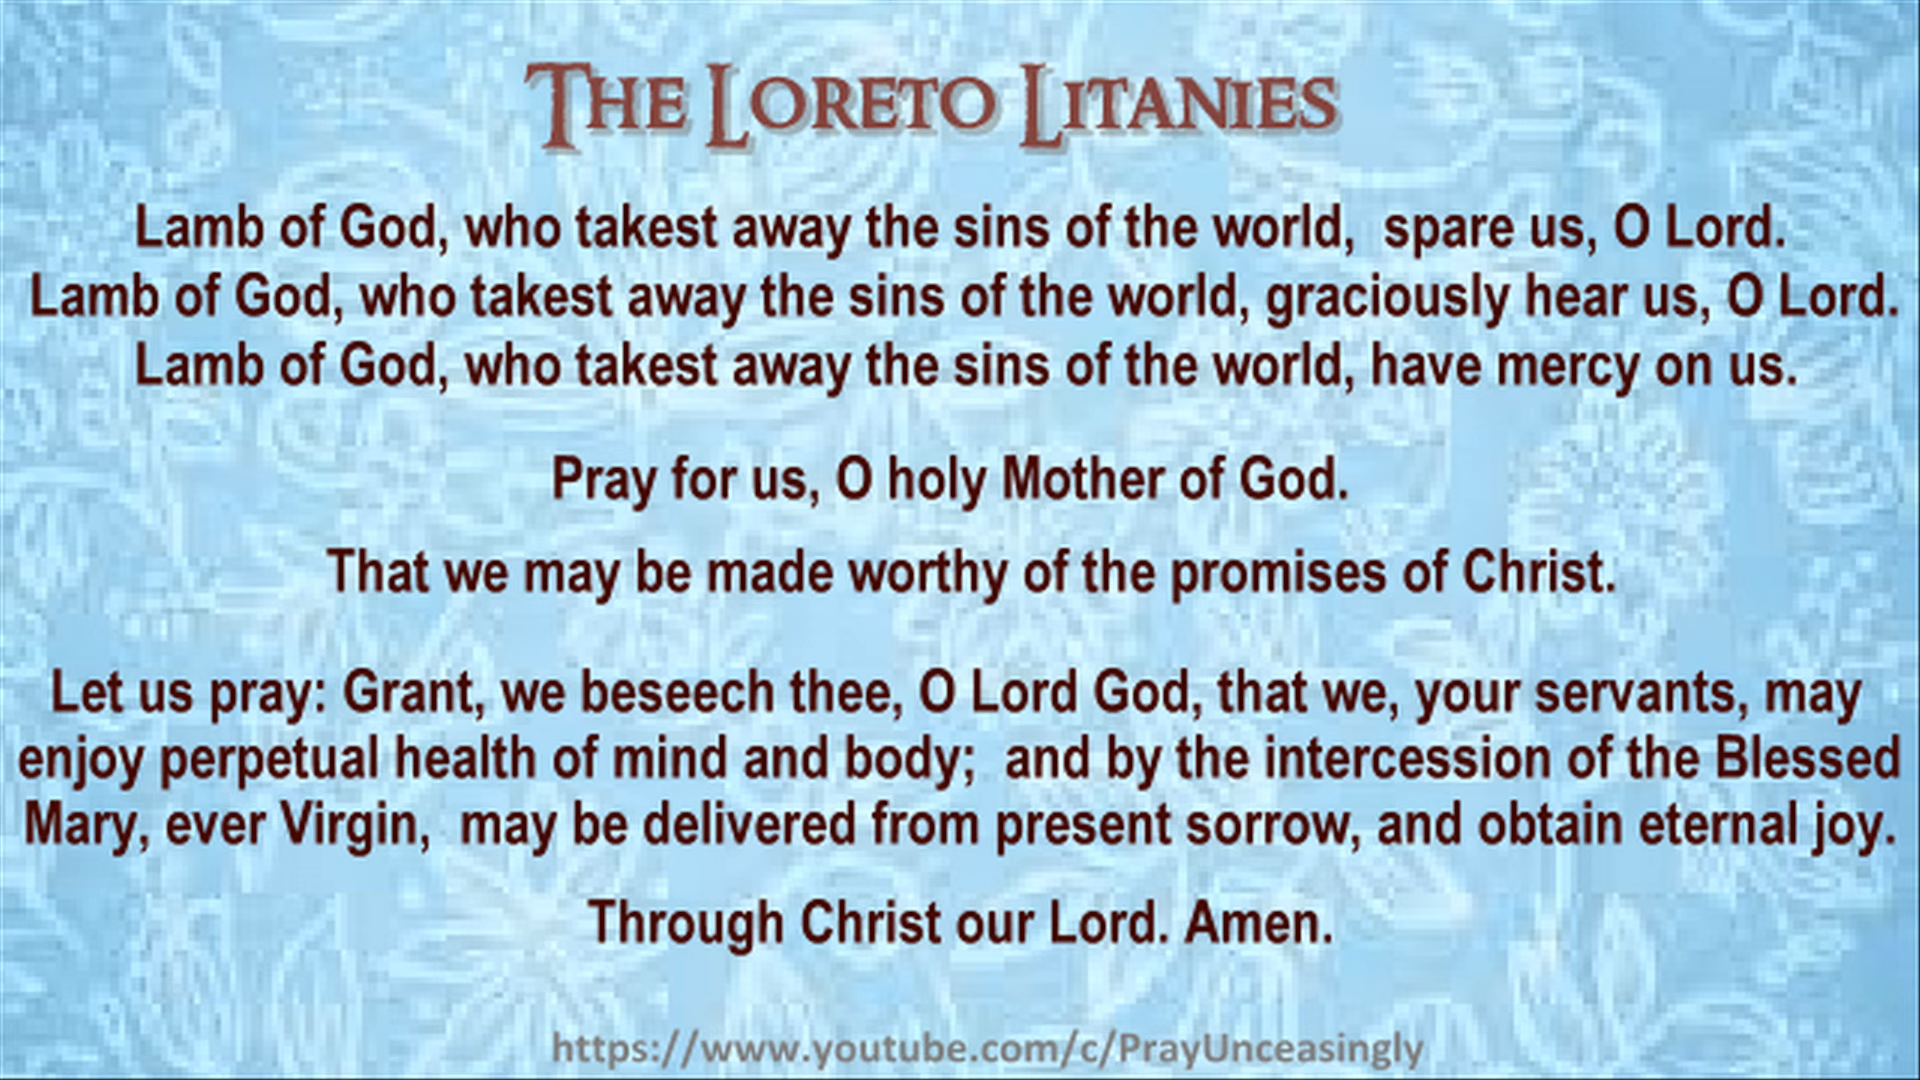 The Loreto Litanies
Lamb of God, who takest away the sins of the world, spare us, O Lord.
Lamb of God, who takest away the sins of the world, graciously hear us, O Lord.
Lamb of God, who takest away the sins of the world, have mercy on us.
Pray for us, O holy Mother of God.
That we may be made worthy of the promises of Christ.
Let us pray: Grant, we beseech thee, O Lord God, that we, your servants, may
enjoy perpetual health of mind and body; and by the intercession of the Blessed
Mary, ever Virgin, may be delivered from present sorrow, and obtain eternal joy.
Through Christ our Lord. Amen.
https://www.youtube.com/c/PrayUnceasingly